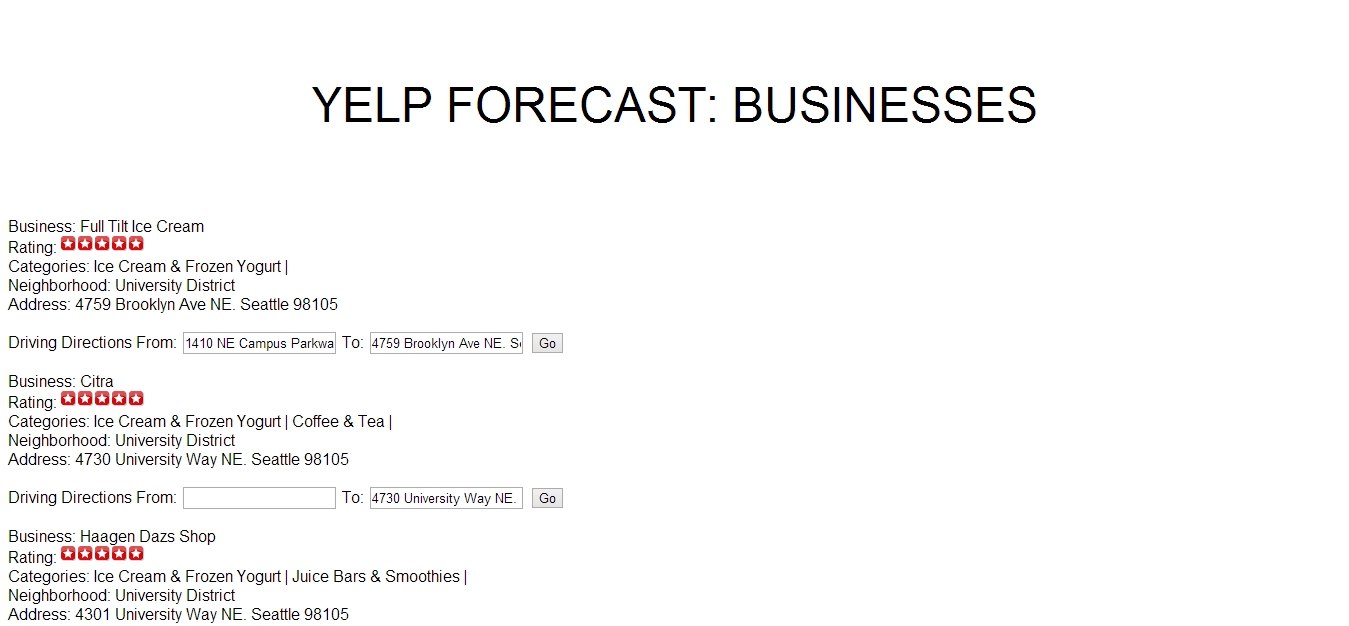 YELP FORECAST: BUSINESSES
Business: Full Tilt Ice Cream
Rating:
Categories: Ice Cream & Frozen Yogurt |
Neighborhood: University District
Address: 4759 Brooklyn Ave NE. Seattle 98105
Driving Directions From: 1410 NE Campus Parkwa To: 4759 Brooklyn Ave NE. Se Go
Business: Citra
Rating:
Categories: Ice Cream & Frozen Yogurt | Coffee & Tea |
Neighborhood: University District
Address: 4730 University Way NE. Seattle 98105
Driving Directions From: To: 4730 University Way NE. Go
Business: Haagen Dazs Shop
Rating:
Categories: Ice Cream & Frozen Yogurt | Juice Bars & Smoothies |
Neighborhood: University District
Address: 4301 University Way NE. Seattle 98105